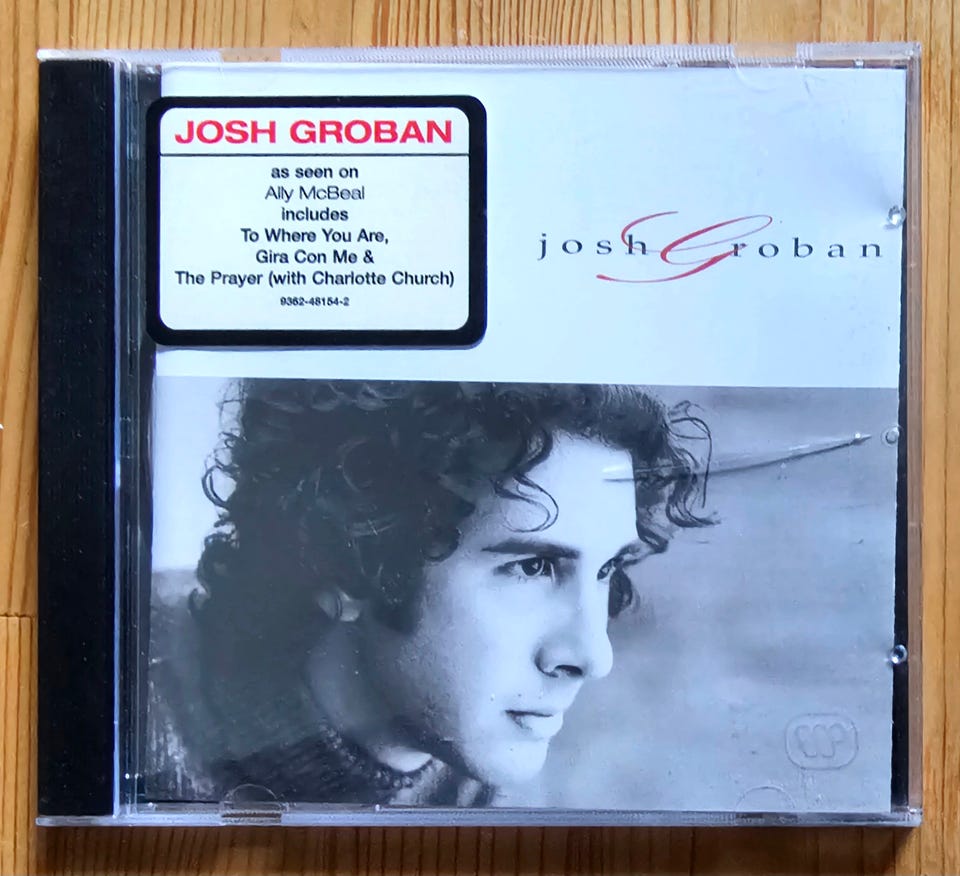 JOSH GROBAN
as seen on
Ally McBeal
includes
To Where You Are,
Gira Con Me &
The Prayer (with Charlotte Church)
9362-48154-2
josh Groban